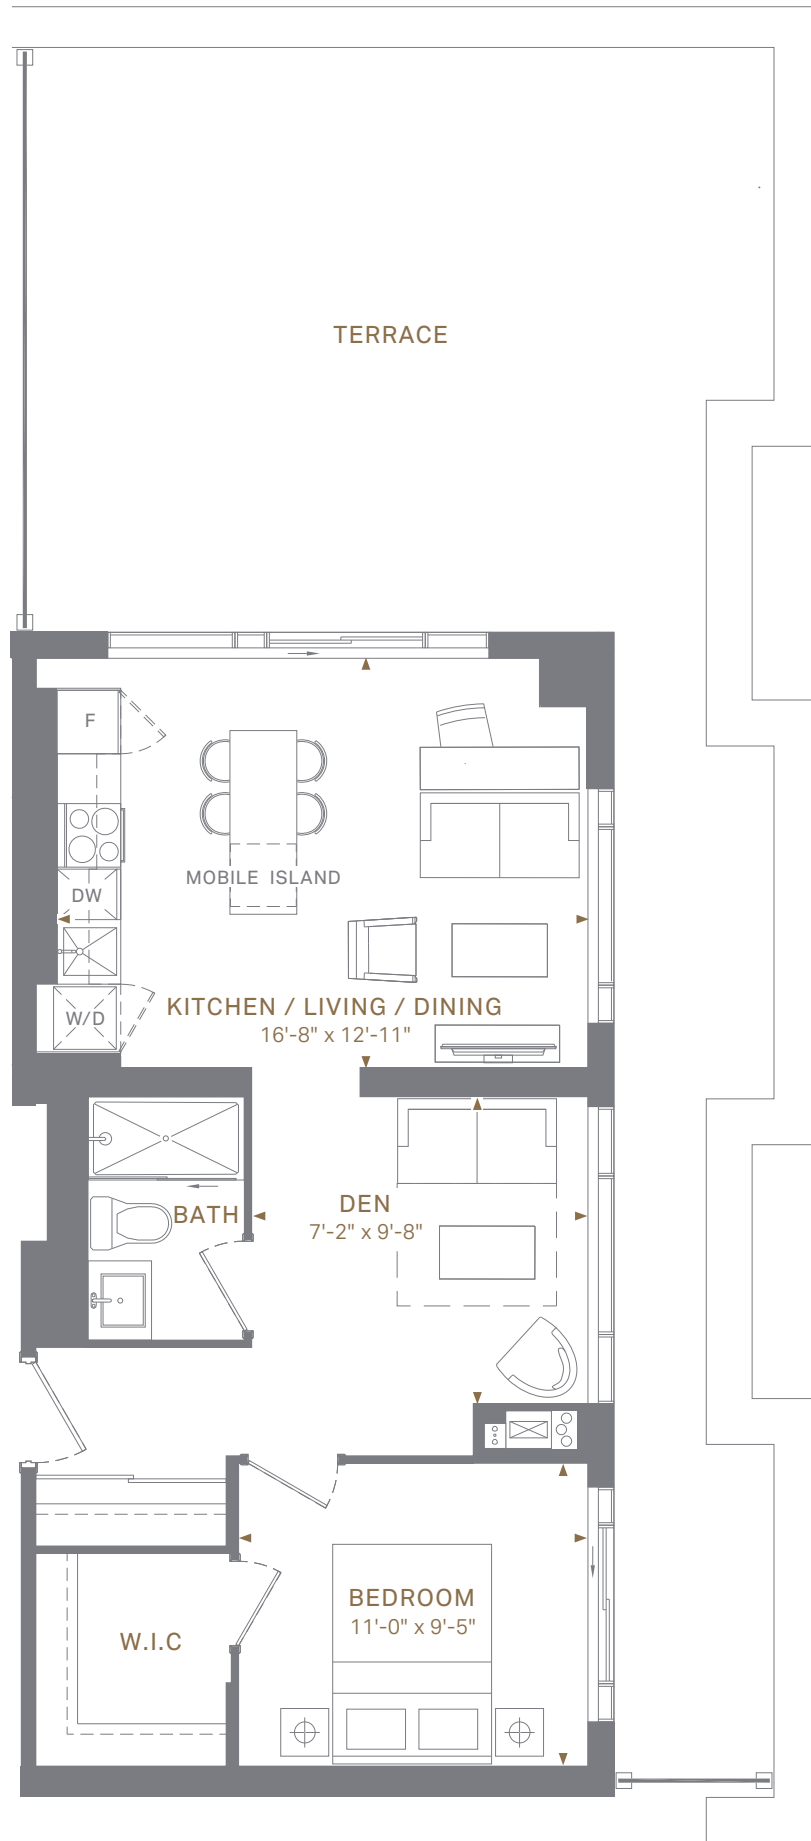 TERRACE
F
MOBILE ISLAND
DW
W/D
KITCHEN / LIVING / DINING
16'-8" x 12'-11"
BATH
DEN
7'-2" x 9'-8"
BEDROOM
11'-0" x 9'-5"
W.I.C